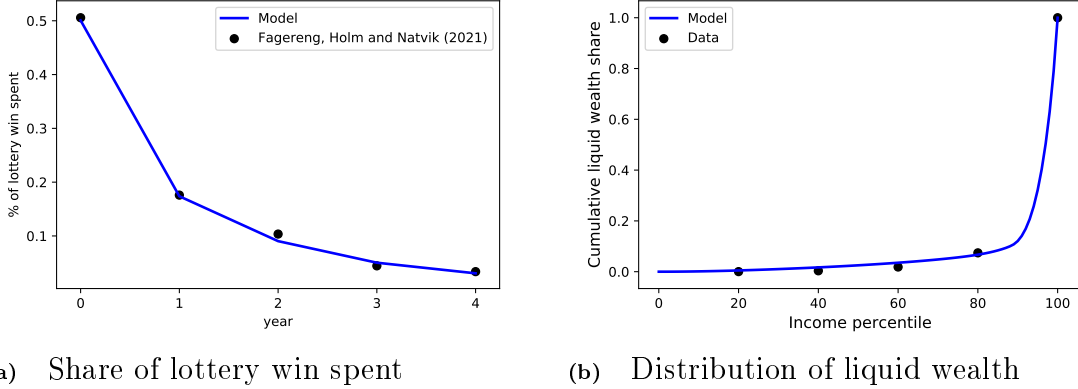 % of lottery win spent
0.5
0.4
0.3
0.2
0.1
Model
Fagereng, Holm and Natvik (2021)
0 1 2 3 4
year
a) Share of lottery win spent
Cumulative liquid wealth share
1.0
0.8
0.6
0.4
0.2
0.0
Model
Data
0 20 40 60 80 100
Income percentile
(b) Distribution of liquid wealth